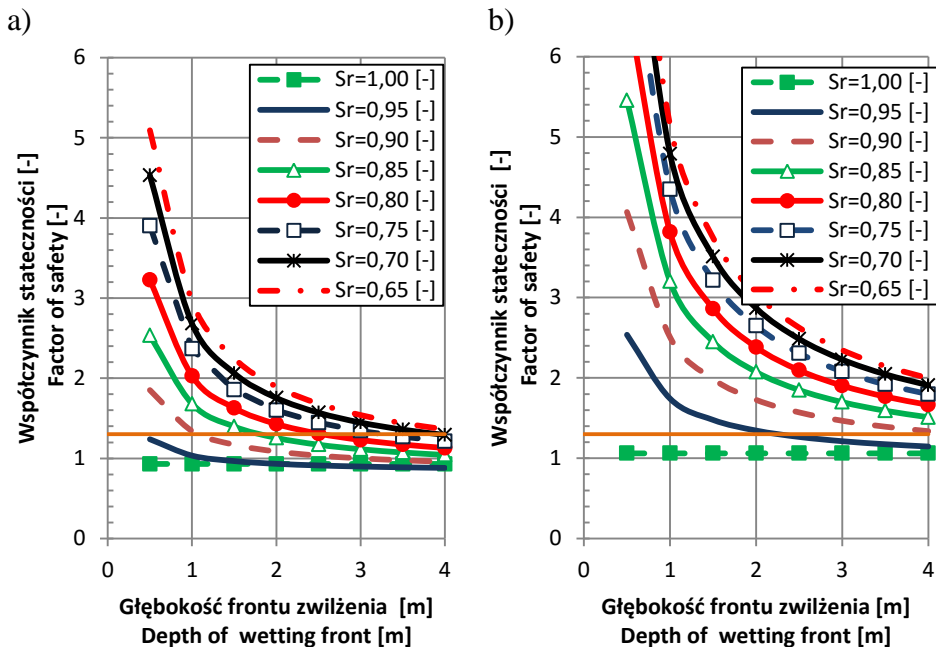 a)
Współczynnik stateczności [-]
Factor of safety [-]
6
5
4
3
2
1
0
0 1 2 3 4
Sr=1,00 [-]
Sr=0,95 [-]
Sr=0,90 [-]
Sr=0,85 [-]
Sr=0,80 [-]
Sr=0,75 [-]
Sr=0,70 [-]
Sr=0,65 [-]
Głębokość frontu zwilżenia [m]
Depth of wetting front [m]
b)
Współczynnik stateczności [-]
Factor of safety [-]
6
5
4
3
2
1
0
0 1 2 3 4
Sr=1,00 [-]
Sr=0,95 [-]
Sr=0,90 [-]
Sr=0,85 [-]
Sr=0,80 [-]
Sr=0,75 [-]
Sr=0,70 [-]
Sr=0,65 [-]
Głębokość frontu zwilżenia [m]
Depth of wetting front [m]